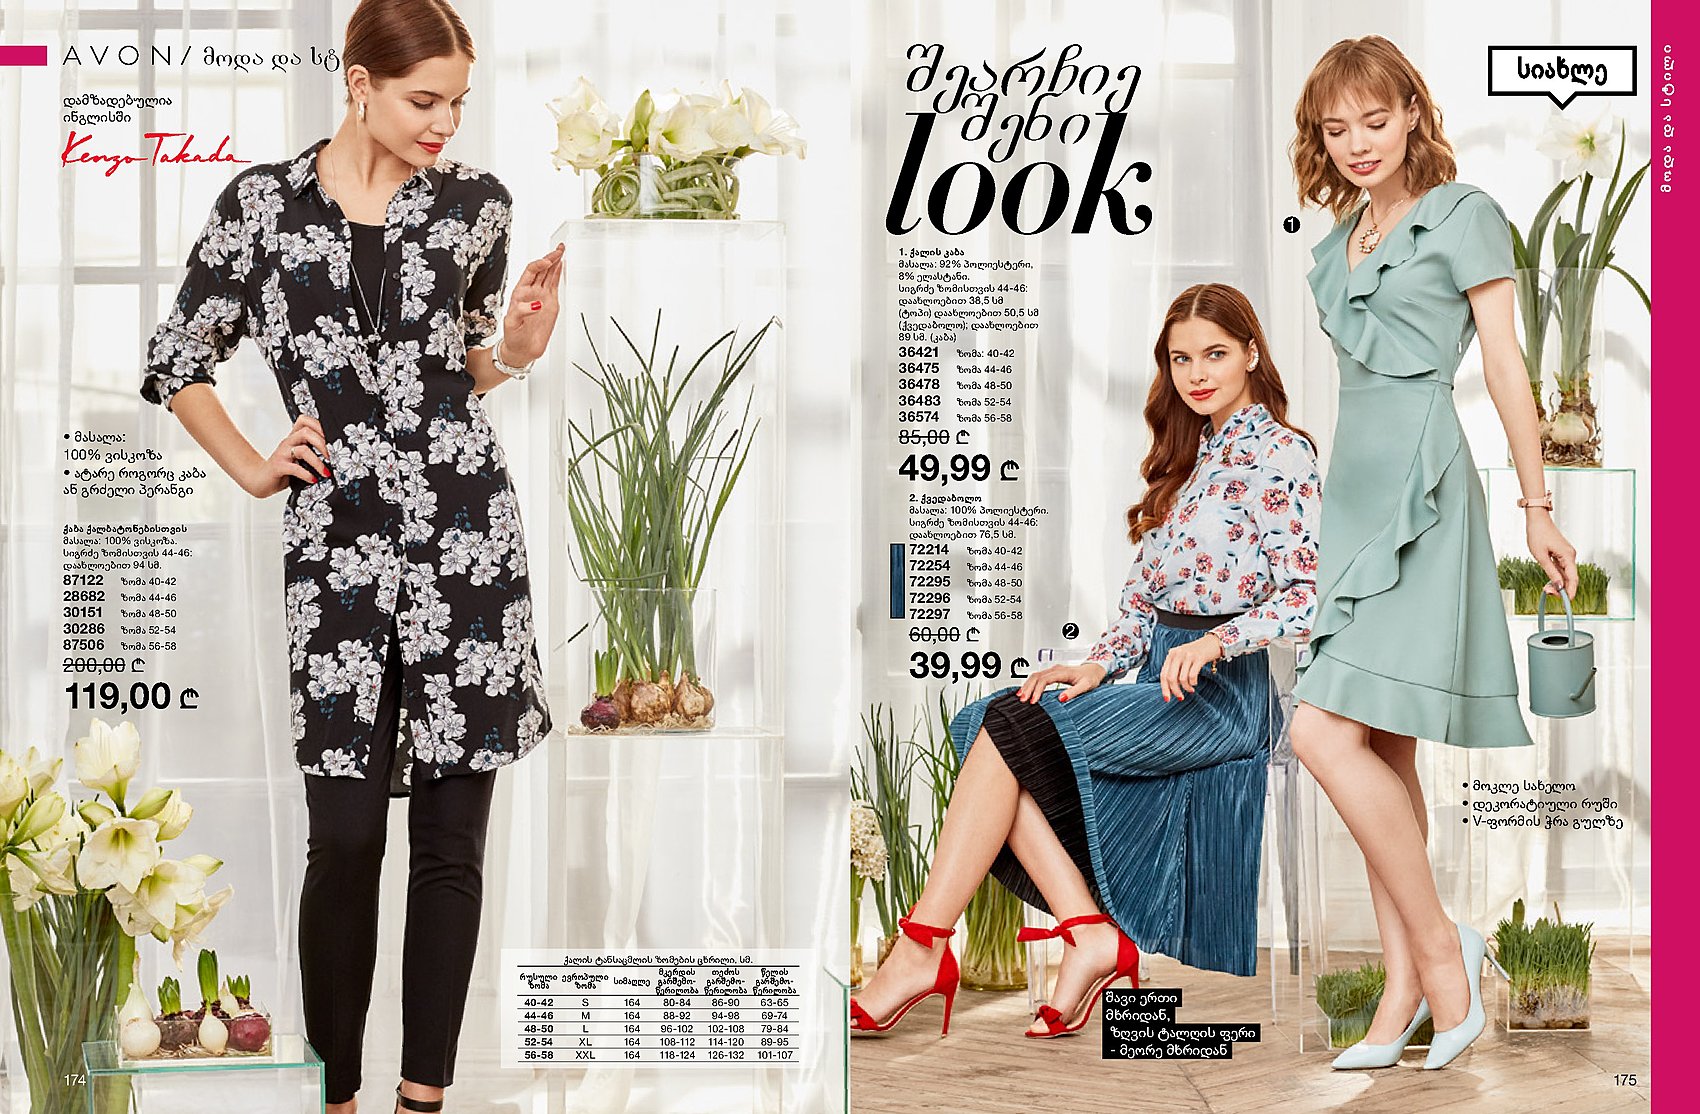 AVON / მოდა და სტ
დამზადებულია
ინგლისში
Kenzo Takada
• მასალა:
100% ვისკოზა
• ატარე როგორც კაბა
ან გრძელი პერანგი
კაბა ქალბატონებისთვის
მასალა: 100% ვისკოზა.
სიგრძე ზომისთვის 44-46:
დაახლოებით 94 სმ.
87122 ზომა 40-42
28682 ზომა 44-46
30151 ზომა 48-50
30286 ზომა 52-54
87506 ზომა 56-58
200,00 ₾
119,00 ₾
ქალის ტანსაცმლის ზომების ცხრილი, სმ.
რუსული ზომა ევროპული ზომა სიმაღლე მკერდის გარშემო-წერილობა თეძოს გარშემო-წერილობა წელის გარშემო-წერილობა
40-42 S 164 80-84 86-90 63-65
44-46 M 164 88-92 94-98 69-74
48-50 L 164 96-102 102-108 79-84
52-54 XL 164 108-112 114-120 89-95
56-58 XXL 164 118-124 126-132 101-107
174
შეარჩიე
შენი
look
სიახლე
მოდა და სტილი
1
1. ქალის კაბა
მასალა: 92% პოლიესტერი,
8% ელასტანი.
სიგრძე ზომისთვის 44-46:
დაახლოებით 38,5 სმ
(ტოპი) დაახლოებით 50,5 სმ
(ქვედაბოლო); დაახლოებით
89 სმ. (კაბა)
36421 ზომა: 40-42
36475 ზომა 44-46
36478 ზომა 48-50
36483 ზომა 52-54
36574 ზომა 56-58
85,00 ₾
49,99 ₾
2. ქვედაბოლო
მასალა: 100% პოლიესტერი.
სიგრძე ზომისთვის 44-46:
დაახლოებით 76,5 სმ.
72214 ზომა 40-42
72254 ზომა 44-46
72295 ზომა 48-50
72296 ზომა 52-54
72297 ზომა 56-58
60,00 ₾
39,99 ₾
2
• მოკლე სახელო
• დეკორატიული რუში
• V-ფორმის ჭრა გულზე
შავი ერთი
მხრიდან,
ზღვის ტალღის ფერი
- მეორე მხრიდან
175